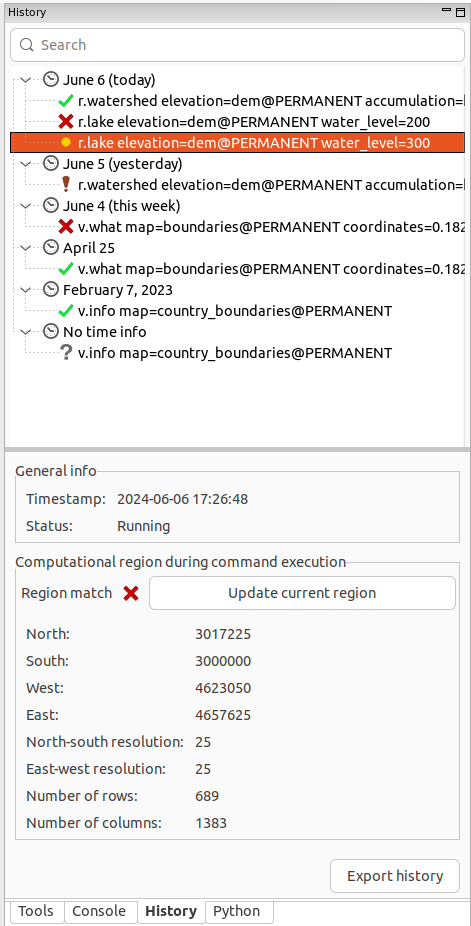 History
Search
June 6 (today)
r.watershed elevation=dem@PERMANENT accumulation=
r.lake elevation=dem@PERMANENT water_level=200
r.lake elevation=dem@PERMANENT water_level=300
June 5 (yesterday)
r.watershed elevation=dem@PERMANENT accumulation=
June 4 (this week)
v.what map=boundaries@PERMANENT coordinates=0.182
April 25
v.what map=boundaries@PERMANENT coordinates=0.182
February 7, 2023
v.info map=country_boundaries@PERMANENT
No time info
? v.info map=country_boundaries@PERMANENT
General info
Timestamp: 2024-06-06 17:26:48
Status: Running
Computational region during command execution
Region match Update current region
North: 3017225
South: 3000000
West: 4623050
East: 4657625
North-south resolution: 25
East-west resolution: 25
Number of rows: 689
Number of columns: 1383
Export history
Tools Console History Python